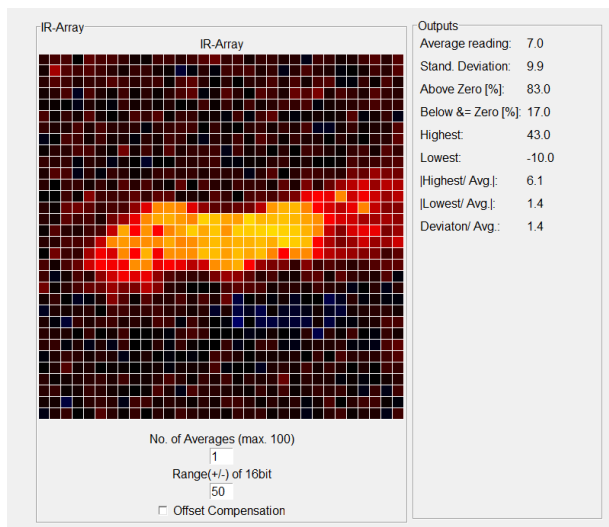 IR-Array
IR-Array
No. of Averages (max. 100)
1
Range(+/-) of 16bit
50
Offset Compensation
Outputs
Average reading: 7.0
Stand. Deviation: 9.9
Above Zero [%]: 83.0
Below &= Zero [%]: 17.0
Highest: 43.0
Lowest: -10.0
|Highest/ Avg.|: 6.1
|Lowest/ Avg.|: 1.4
Deviaton/ Avg.: 1.4